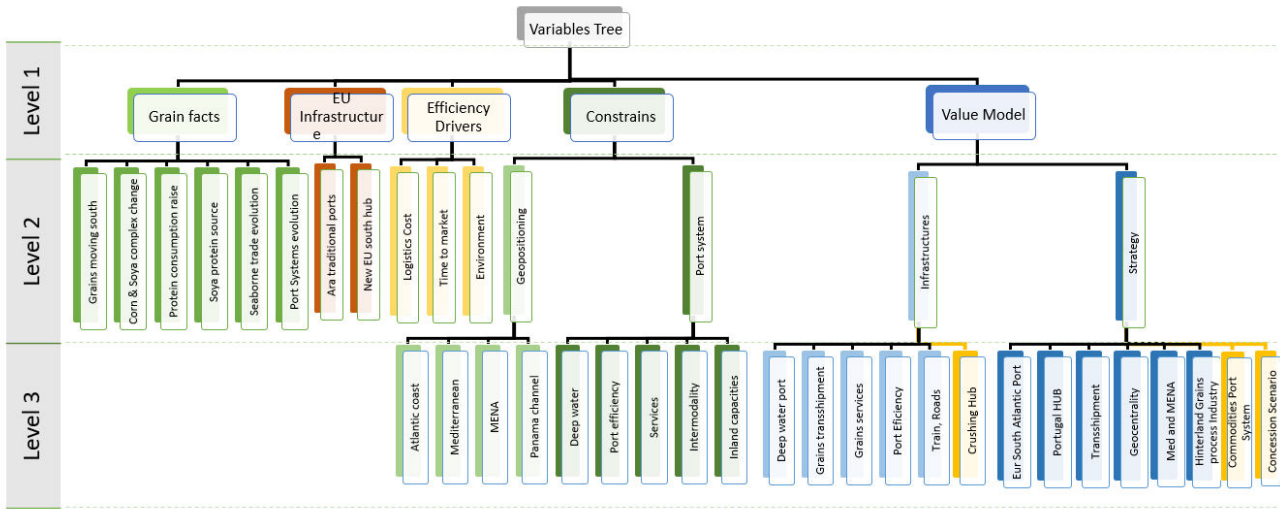 Variables Tree
Level 1
Grain facts
EU
Infrastructur
e
Efficiency
Drivers
Constrains
Value Model
Level 2
Grains moving south
Corn & Soya complex change
Protein consumption raise
Soya protein source
Seaborne trade evolution
Port Systems evolution
Ara traditional ports
New EU south hub
Logistics Cost
Time to market
Environment
Geopositioning
Port system
Infrastructures
Strategy
Level 3
Atlantic coast
Mediterranean
MENA
Panama channel
Deep water
Port efficiency
Services
Intermodality
Inland capacities
Deep water port
Grains transshipment
Grains services
Port Eficiency
Train, Roads
Crushing Hub
Eur South Atlantic Port
Portugal HUB
Transshipment
Geocentrality
Med and MENA
Hinterland Grains
process Industry
Commodities Port
System
Concession Scenario